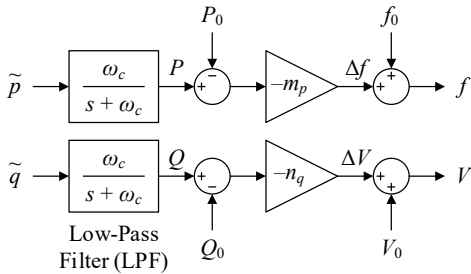 P₀ f₀
p̃ ω_c / (s + ω_c) P − + −m_p Δf + + f
q̃ ω_c / (s + ω_c) Q + − −n_q ΔV + + V
Low-Pass
Filter (LPF)
Q₀ V₀